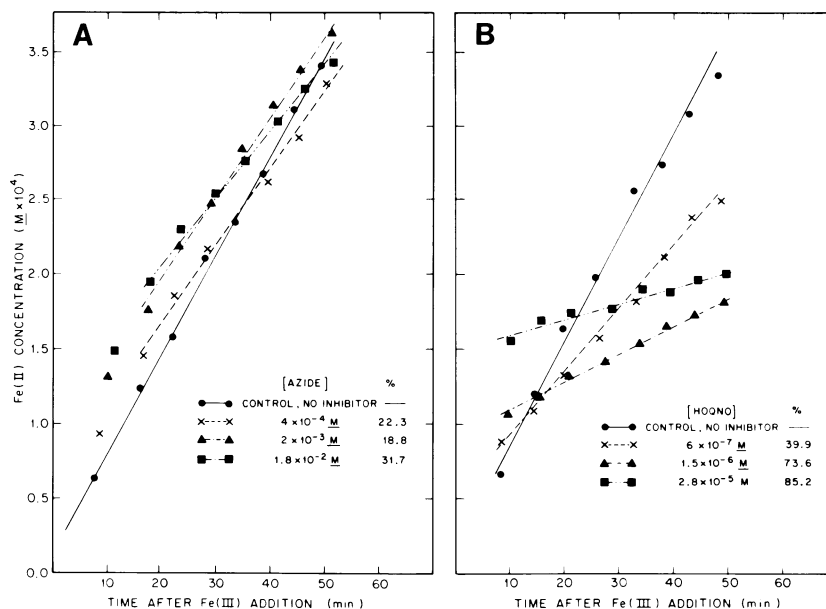 A
Fe(II) CONCENTRATION (M×10⁴)
3.5
3.0
2.5
2.0
1.5
1.0
0.5
0.0
[AZIDE] %
CONTROL, NO INHIBITOR —
4×10⁻⁴ M 22.3
2×10⁻³ M 18.8
1.8×10⁻² M 31.7
10 20 30 40 50 60
TIME AFTER Fe(III) ADDITION (min)
B
[HOQNO] %
CONTROL, NO INHIBITOR —
6×10⁻⁷ M 39.9
1.5×10⁻⁶ M 73.6
2.8×10⁻⁵ M 85.2
10 20 30 40 50 60
TIME AFTER Fe(III) ADDITION (min)